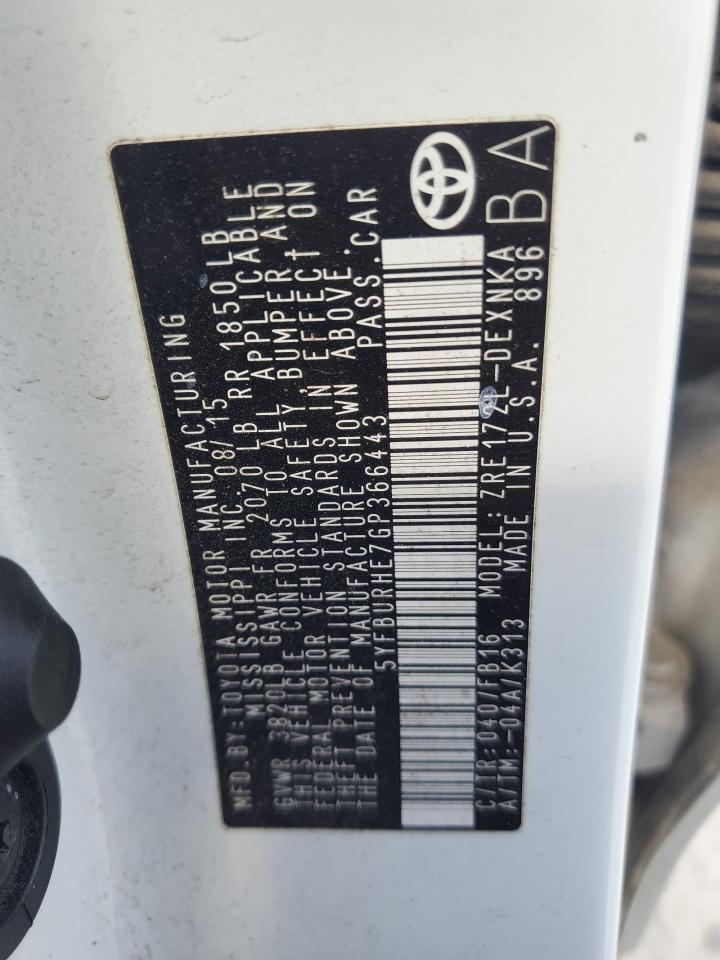 MFD.BY:TOYOTA MOTOR MANUFACTURING
MISSISSIPPI INC. 08/15
GVWR 3820LB GAWR FR 2070 LB RR 1850 LB
THIS VEHICLE CONFORMS TO ALL APPLICABLE
FEDERAL MOTOR VEHICLE SAFETY, BUMPER, AND
THEFT PREVENTION STANDARDS IN EFFECT ON
THE DATE OF MANUFACTURE SHOWN ABOVE.
5YFBURHE7GP366443 PASS.CAR
C/TR: 040/FB16 MODEL: ZRE172L-DEXNKA
A/TM:-04A/K313 MADE IN U.S.A. 896
BA